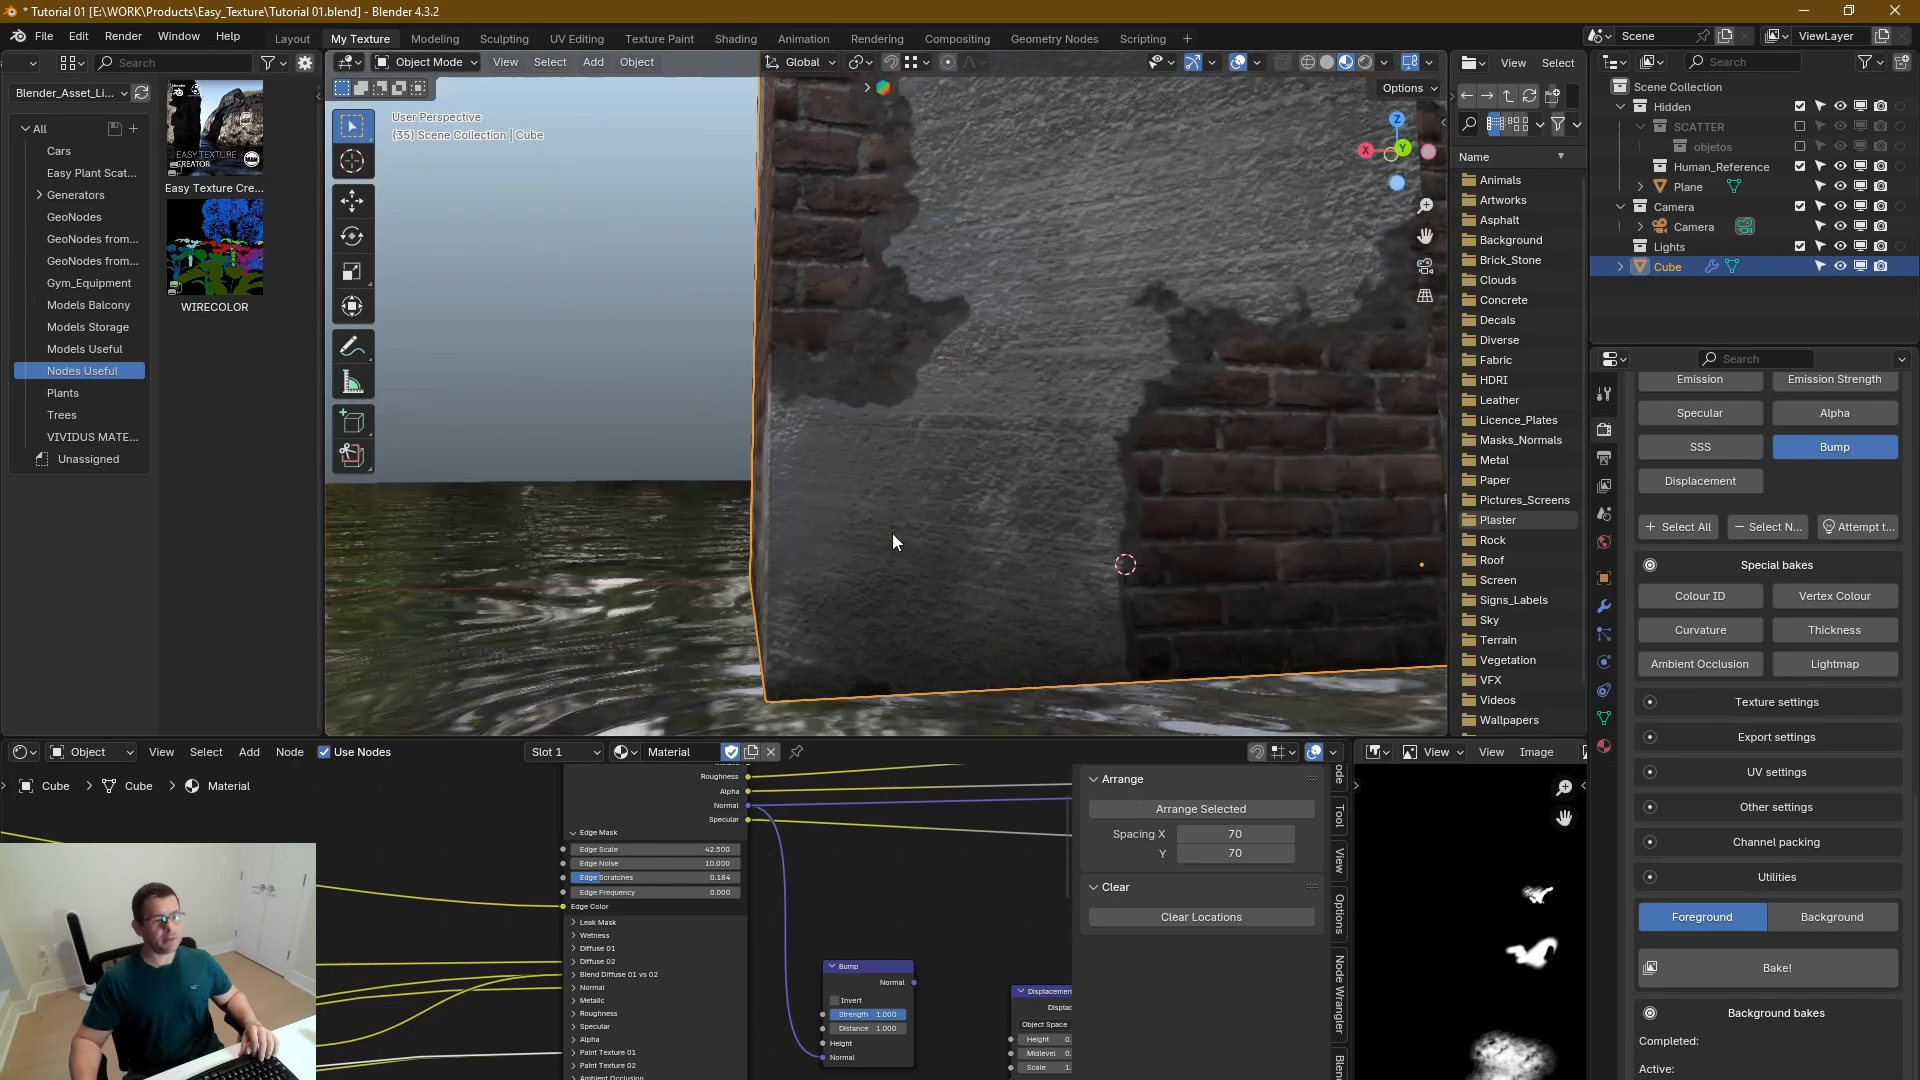 * Tutorial 01 [E:\WORK\Products\Easy_Texture\Tutorial 01.blend] - Blender 4.3.2
File Edit Render Window Help
Layout My Texture Modeling Sculpting UV Editing Texture Paint Shading Animation Rendering Compositing Geometry Nodes Scripting +
Scene
ViewLayer
Search
Blender_Asset_Li...
All
Cars
Easy Plant Scat...
Generators
GeoNodes
GeoNodes from...
GeoNodes from...
Gym_Equipment
Models Balcony
Models Storage
Models Useful
Nodes Useful
Plants
Trees
VIVIDUS MATE...
Unassigned
EASY TEXTURE
CREATOR
Easy Texture Cre...
WIRECOLOR
Object Mode View Select Add Object
Global
Options
User Perspective
(35) Scene Collection | Cube
Z
X
Y
View Select
Name
Animals
Artworks
Asphalt
Background
Brick_Stone
Clouds
Concrete
Decals
Diverse
Fabric
HDRI
Leather
Licence_Plates
Masks_Normals
Metal
Paper
Pictures_Screens
Plaster
Rock
Roof
Screen
Signs_Labels
Sky
Terrain
Vegetation
VFX
Videos
Wallpapers
Search
Scene Collection
Hidden
SCATTER
objetos
Human_Reference
Plane
Camera
Camera
Lights
Cube
Search
Emission Emission Strength
Specular Alpha
SSS Bump
Displacement
+ Select All
− Select N...
Attempt t...
Special bakes
Colour ID Vertex Colour
Curvature Thickness
Ambient Occlusion Lightmap
Texture settings
Export settings
UV settings
Other settings
Channel packing
Utilities
Foreground Background
Bake!
Background bakes
Completed:
Active:
Object View Select Add Node Use Nodes
Slot 1
Material
Cube > Cube > Material
Roughness
Alpha
Normal
Specular
Edge Mask
Edge Scale 42.500
Edge Noise 10.000
Edge Scratches 0.184
Edge Frequency 0.000
Edge Color
Leak Mask
Wetness
Diffuse 01
Diffuse 02
Blend Diffuse 01 vs 02
Normal
Metallic
Roughness
Specular
Alpha
Paint Texture 01
Paint Texture 02
Ambient Occlusion
Bump
Normal
Invert
Strength 1.000
Distance 1.000
Height
Normal
Displacemen
Displac
Object Space
Height 0.
Midlevel 0.
Scale 1.
Arrange
Arrange Selected
Spacing X 70
Y 70
Clear
Clear Locations
ode
Tool
View
Options
Node Wrangler
Blen
View View Image